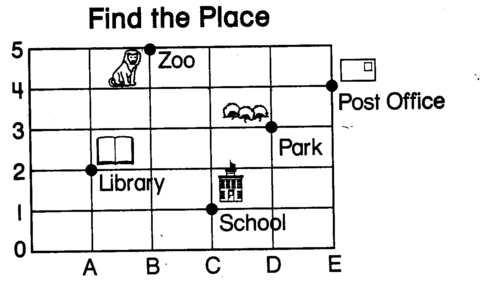 Find the Place
5
Zoo
4
Post Office
3
Park
2
Library
1
School
0
A B C D E